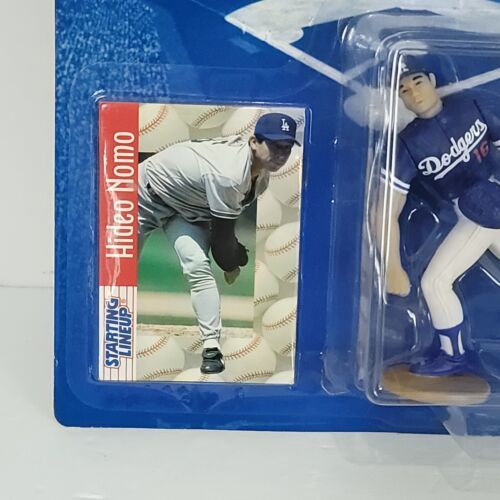 Hideo Nomo
STARTING
LINEUP
LA
Dodgers
16